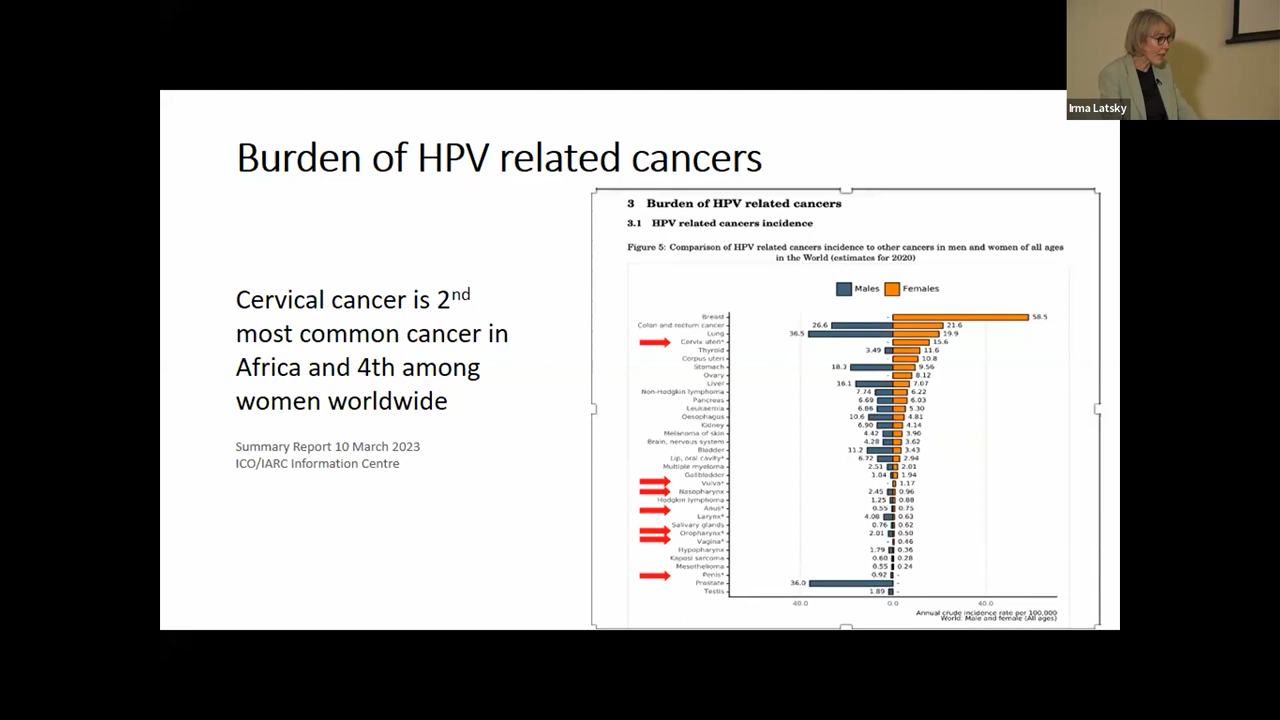 Irma Latsky
Burden of HPV related cancers
Cervical cancer is 2nd
most common cancer in
Africa and 4th among
women worldwide
Summary Report 10 March 2023
ICO/IARC Information Centre
3 Burden of HPV related cancers
3.1 HPV related cancers incidence
Figure 5: Comparison of HPV related cancers incidence to other cancers in men and women of all ages
in the World (estimates for 2020)
Males Females
Breast - 58.5
Colon and rectum cancer 26.6 21.6
Lung 36.5 19.9
Cervix uteri* - 15.6
Thyroid 3.49 11.6
Corpus uteri - 10.8
Stomach 18.3 9.56
Ovary - 8.12
Liver 16.1 7.07
Non-Hodgkin lymphoma 7.74 6.22
Pancreas 6.69 6.03
Leukaemia 6.86 5.30
Oesophagus 10.6 4.81
Kidney 6.90 4.14
Melanoma of skin 4.42 3.90
Brain, nervous system 4.28 3.62
Bladder 11.2 3.43
Lip, oral cavity* 6.72 2.94
Multiple myeloma 2.51 2.01
Gallbladder 1.04 1.94
Vulva* - 1.17
Nasopharynx 2.45 0.96
Hodgkin lymphoma 1.25 0.88
Anus* 0.55 0.75
Larynx* 4.08 0.63
Salivary glands 0.76 0.62
Oropharynx* 2.01 0.50
Vagina* - 0.46
Hypopharynx 1.79 0.36
Kaposi sarcoma 0.60 0.28
Mesothelioma 0.55 0.24
Penis* 0.92 -
Prostate 36.0 -
Testis 1.89 -
40.0 0.0 40.0
Annual crude incidence rate per 100,000
World: Male and female (All ages)